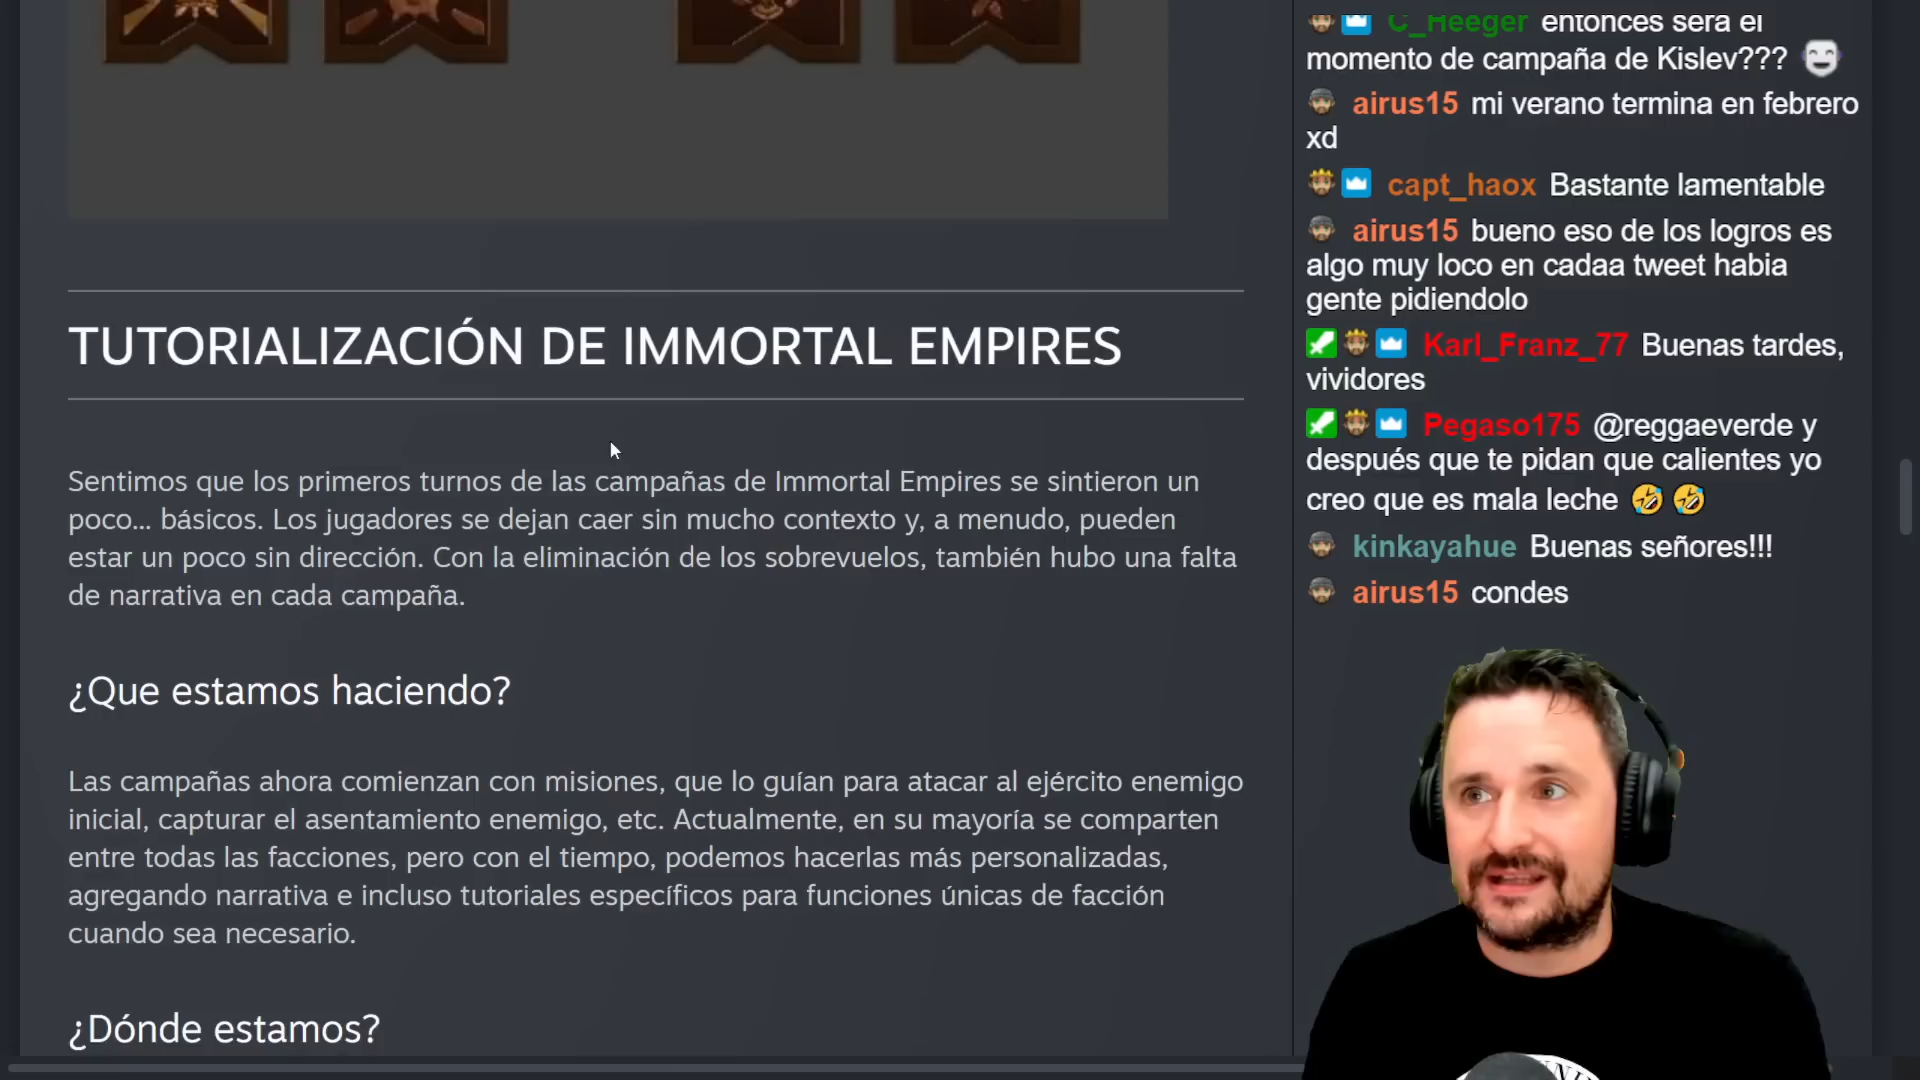 TUTORIALIZACIÓN DE IMMORTAL EMPIRES
Sentimos que los primeros turnos de las campañas de Immortal Empires se sintieron un
poco... básicos. Los jugadores se dejan caer sin mucho contexto y, a menudo, pueden
estar un poco sin dirección. Con la eliminación de los sobrevuelos, también hubo una falta
de narrativa en cada campaña.
¿Que estamos haciendo?
Las campañas ahora comienzan con misiones, que lo guían para atacar al ejército enemigo
inicial, capturar el asentamiento enemigo, etc. Actualmente, en su mayoría se comparten
entre todas las facciones, pero con el tiempo, podemos hacerlas más personalizadas,
agregando narrativa e incluso tutoriales específicos para funciones únicas de facción
cuando sea necesario.
¿Dónde estamos?
C_Heeger entonces será el
momento de campaña de Kislev???
airus15 mi verano termina en febrero
xd
capt_haox Bastante lamentable
airus15 bueno eso de los logros es
algo muy loco en cadaa tweet habia
gente pidiendolo
Karl_Franz_77 Buenas tardes,
vividores
Pegaso175 @reggaeverde y
después que te pidan que calientes yo
creo que es mala leche 🤣 🤣
kinkayahue Buenas señores!!!
airus15 condes